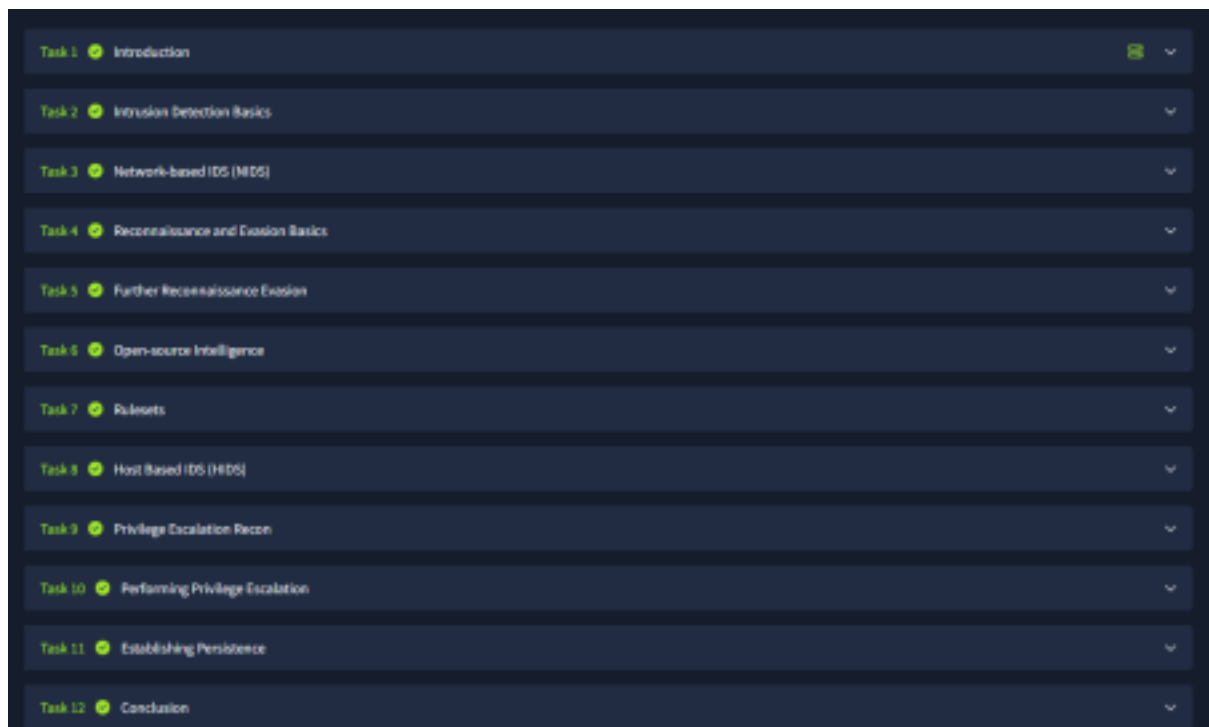 Task 1 Introduction
Task 2 Intrusion Detection Basics
Task 3 Network-based IDS (NIDS)
Task 4 Reconnaissance and Evasion Basics
Task 5 Further Reconnaissance Evasion
Task 6 Open-source Intelligence
Task 7 Rulesets
Task 8 Host Based IDS (HIDS)
Task 9 Privilege Escalation Recon
Task 10 Performing Privilege Escalation
Task 11 Establishing Persistence
Task 12 Conclusion